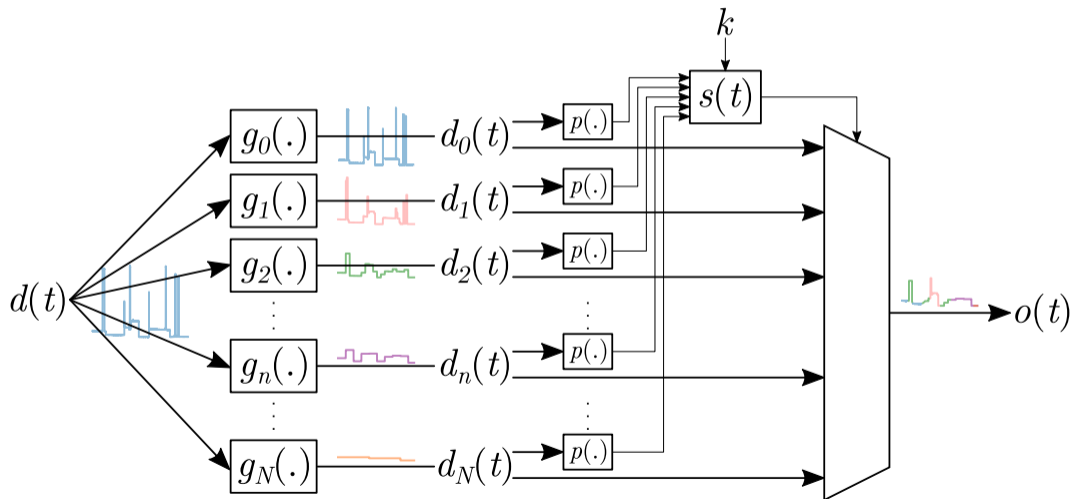 k
s(t)
g0(.) d0(t) p(.)
g1(.) d1(t) p(.)
g2(.) d2(t) p(.)
d(t) o(t)
gn(.) dn(t) p(.)
gN(.) dN(t) p(.)